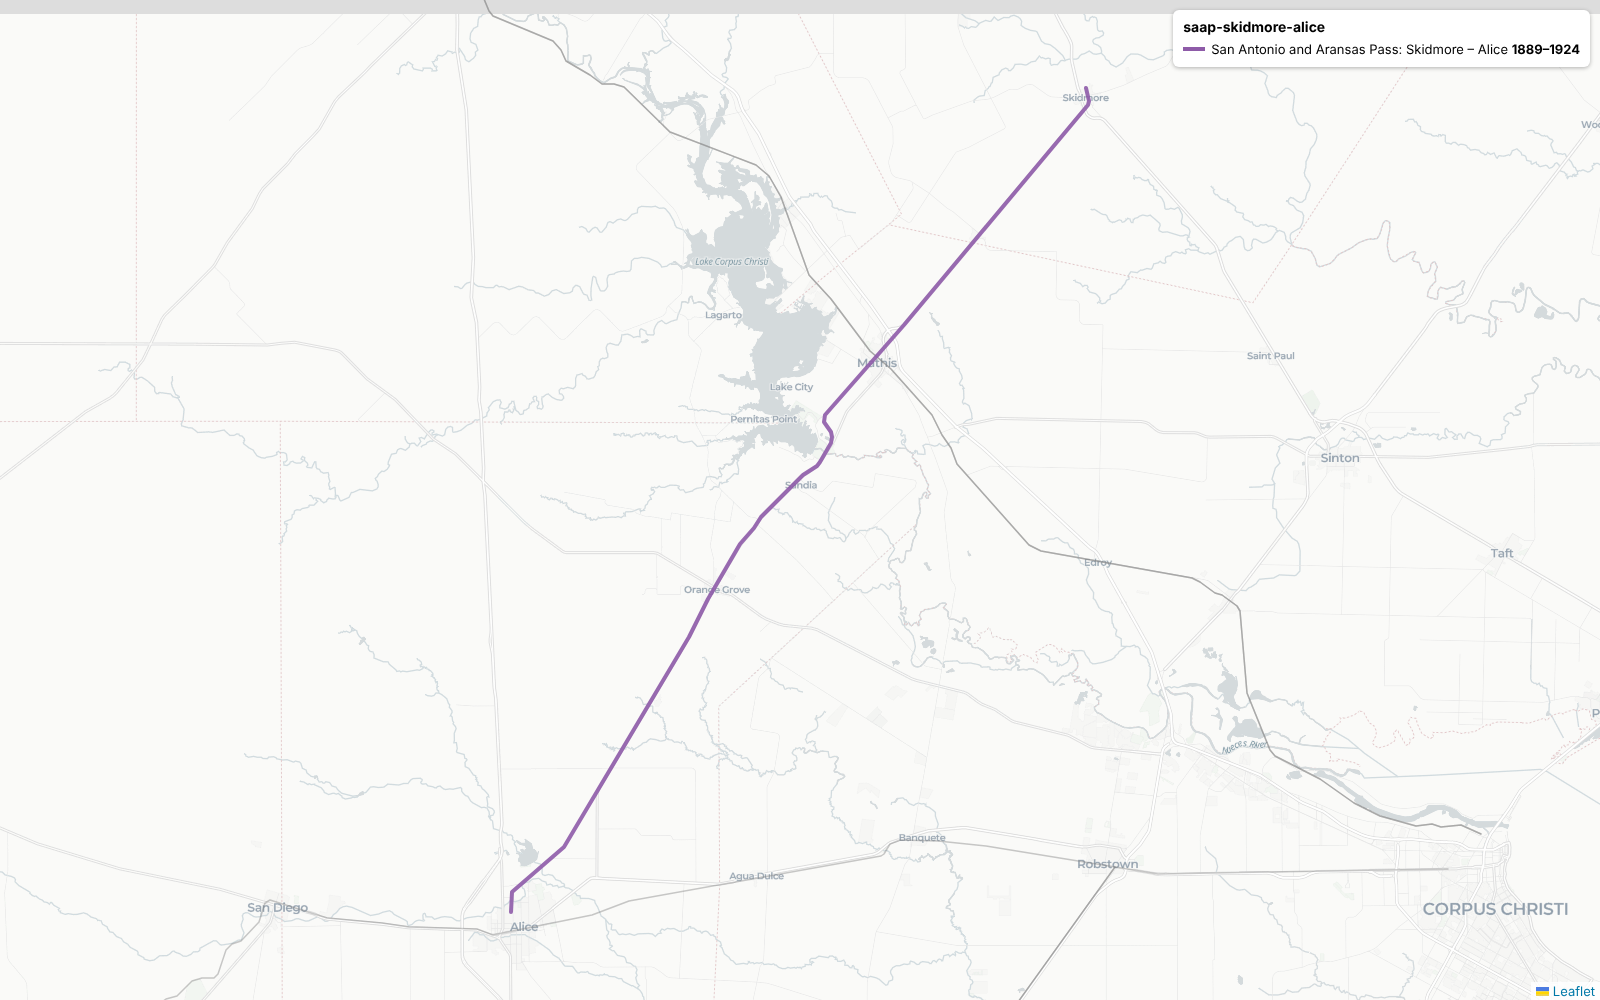 saap-skidmore-alice
San Antonio and Aransas Pass: Skidmore – Alice 1889–1924
Skidmore
Woo
Lake Corpus Christi
Lagarto
Saint Paul
Mathis
Lake City
Pernitas Point
Sinton
Sandia
Taft
Edroy
Orange Grove
P
Nueces River
Banquete
Robstown
Agua Dulce
San Diego
CORPUS CHRISTI
Alice
Leaflet